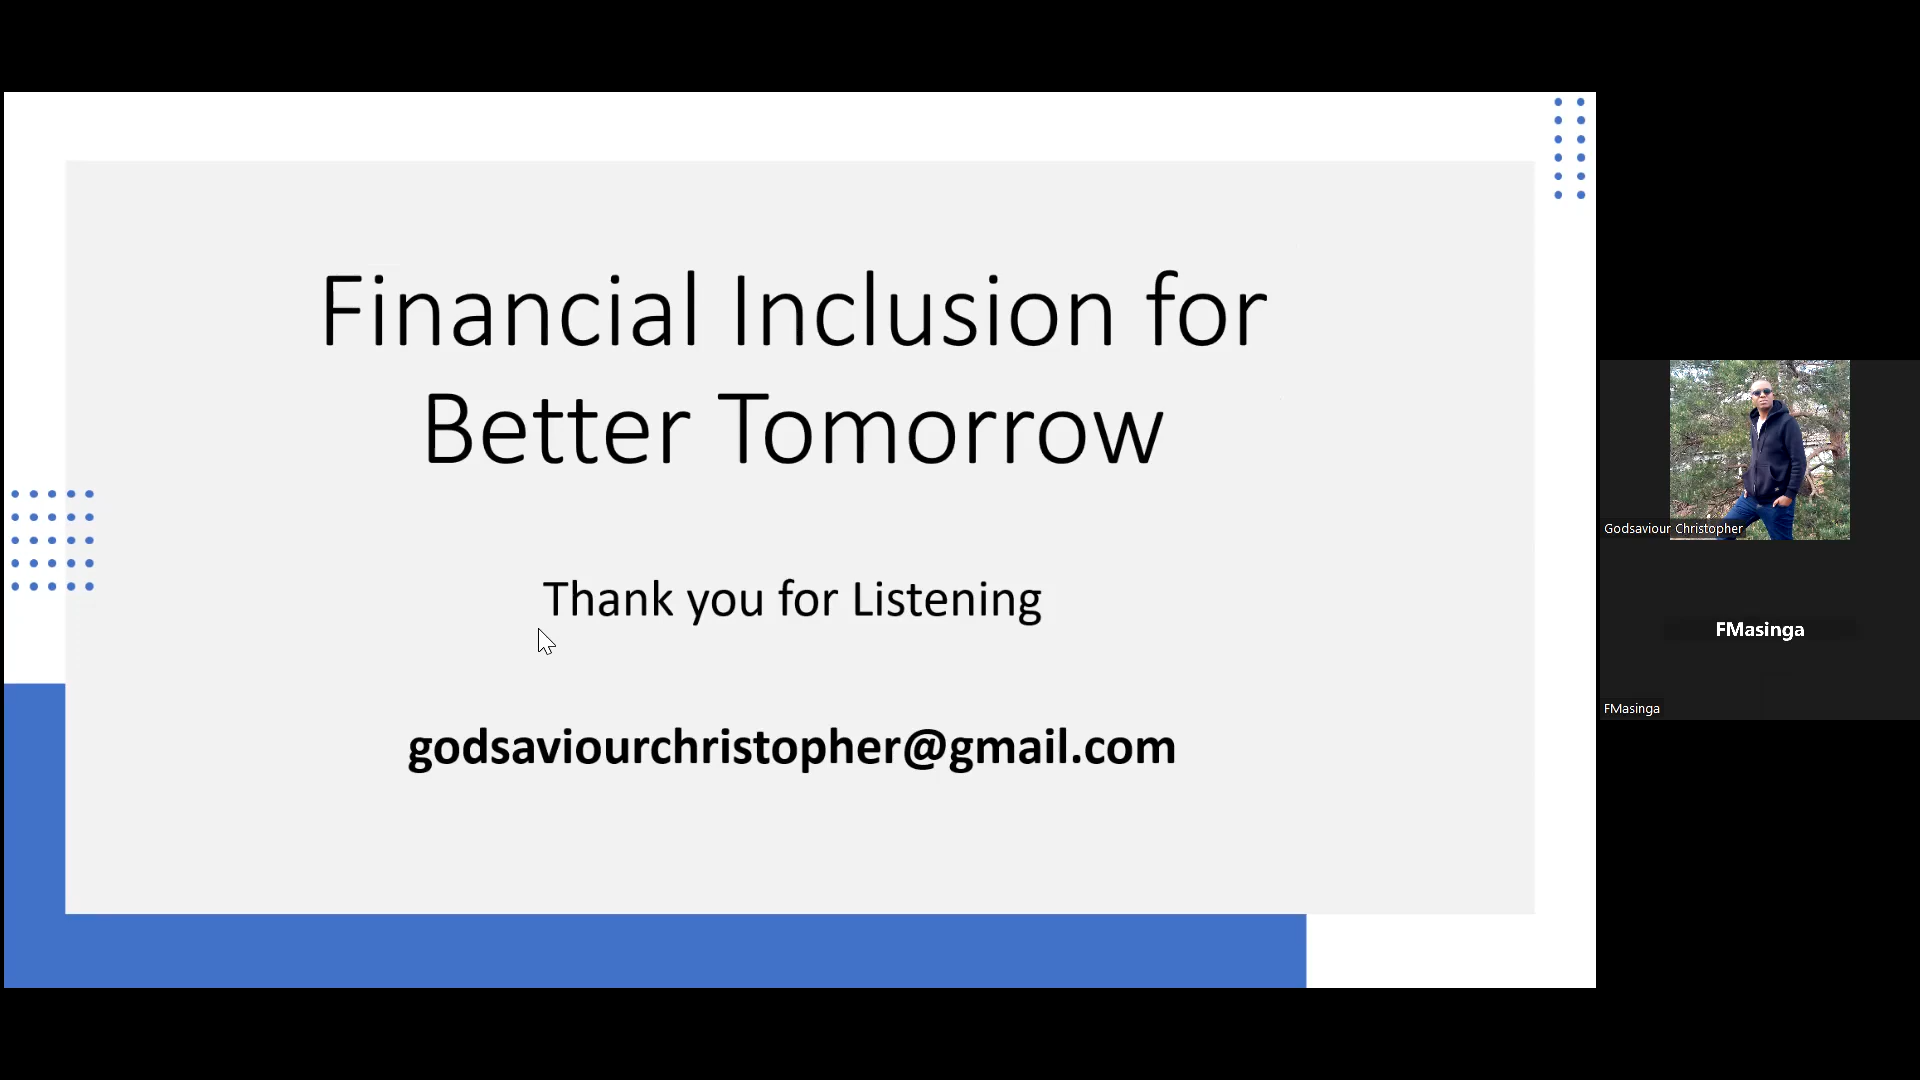 Financial Inclusion for
Better Tomorrow
Thank you for Listening
godsaviourchristopher@gmail.com
Godsaviour Christopher
FMasinga
FMasinga